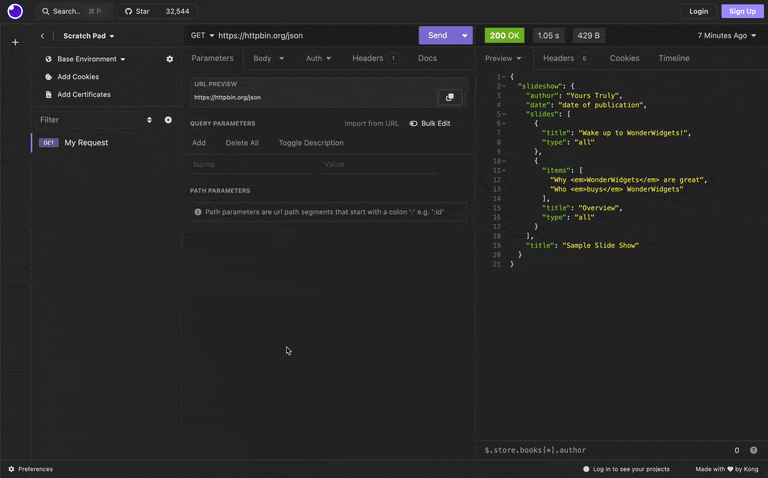 Search.. ⌘ P
Star 32,544
Login
Sign Up
Scratch Pad
GET https://httpbin.org/json
Send
200 OK
1.05 s
429 B
7 Minutes Ago
Base Environment
Add Cookies
Add Certificates
Filter
GET My Request
Parameters
Body
Auth
Headers 1
Docs
URL PREVIEW
https://httpbin.org/json
QUERY PARAMETERS
Import from URL
Bulk Edit
Add
Delete All
Toggle Description
Name
Value
PATH PARAMETERS
Path parameters are url path segments that start with a colon ':' e.g. ':id'
Preview
Headers 6
Cookies
Timeline
1 {
2 "slideshow": {
3 "author": "Yours Truly",
4 "date": "date of publication",
5 "slides": [
6 {
7 "title": "Wake up to WonderWidgets!",
8 "type": "all"
9 },
10 {
11 "items": [
12 "Why <em>WonderWidgets</em> are great",
13 "Who <em>buys</em> WonderWidgets"
14 ],
15 "title": "Overview",
16 "type": "all"
17 }
18 ],
19 "title": "Sample Slide Show"
20 }
21 }
$.store.books[*].author
0
Preferences
Log in to see your projects
Made with ♥ by Kong